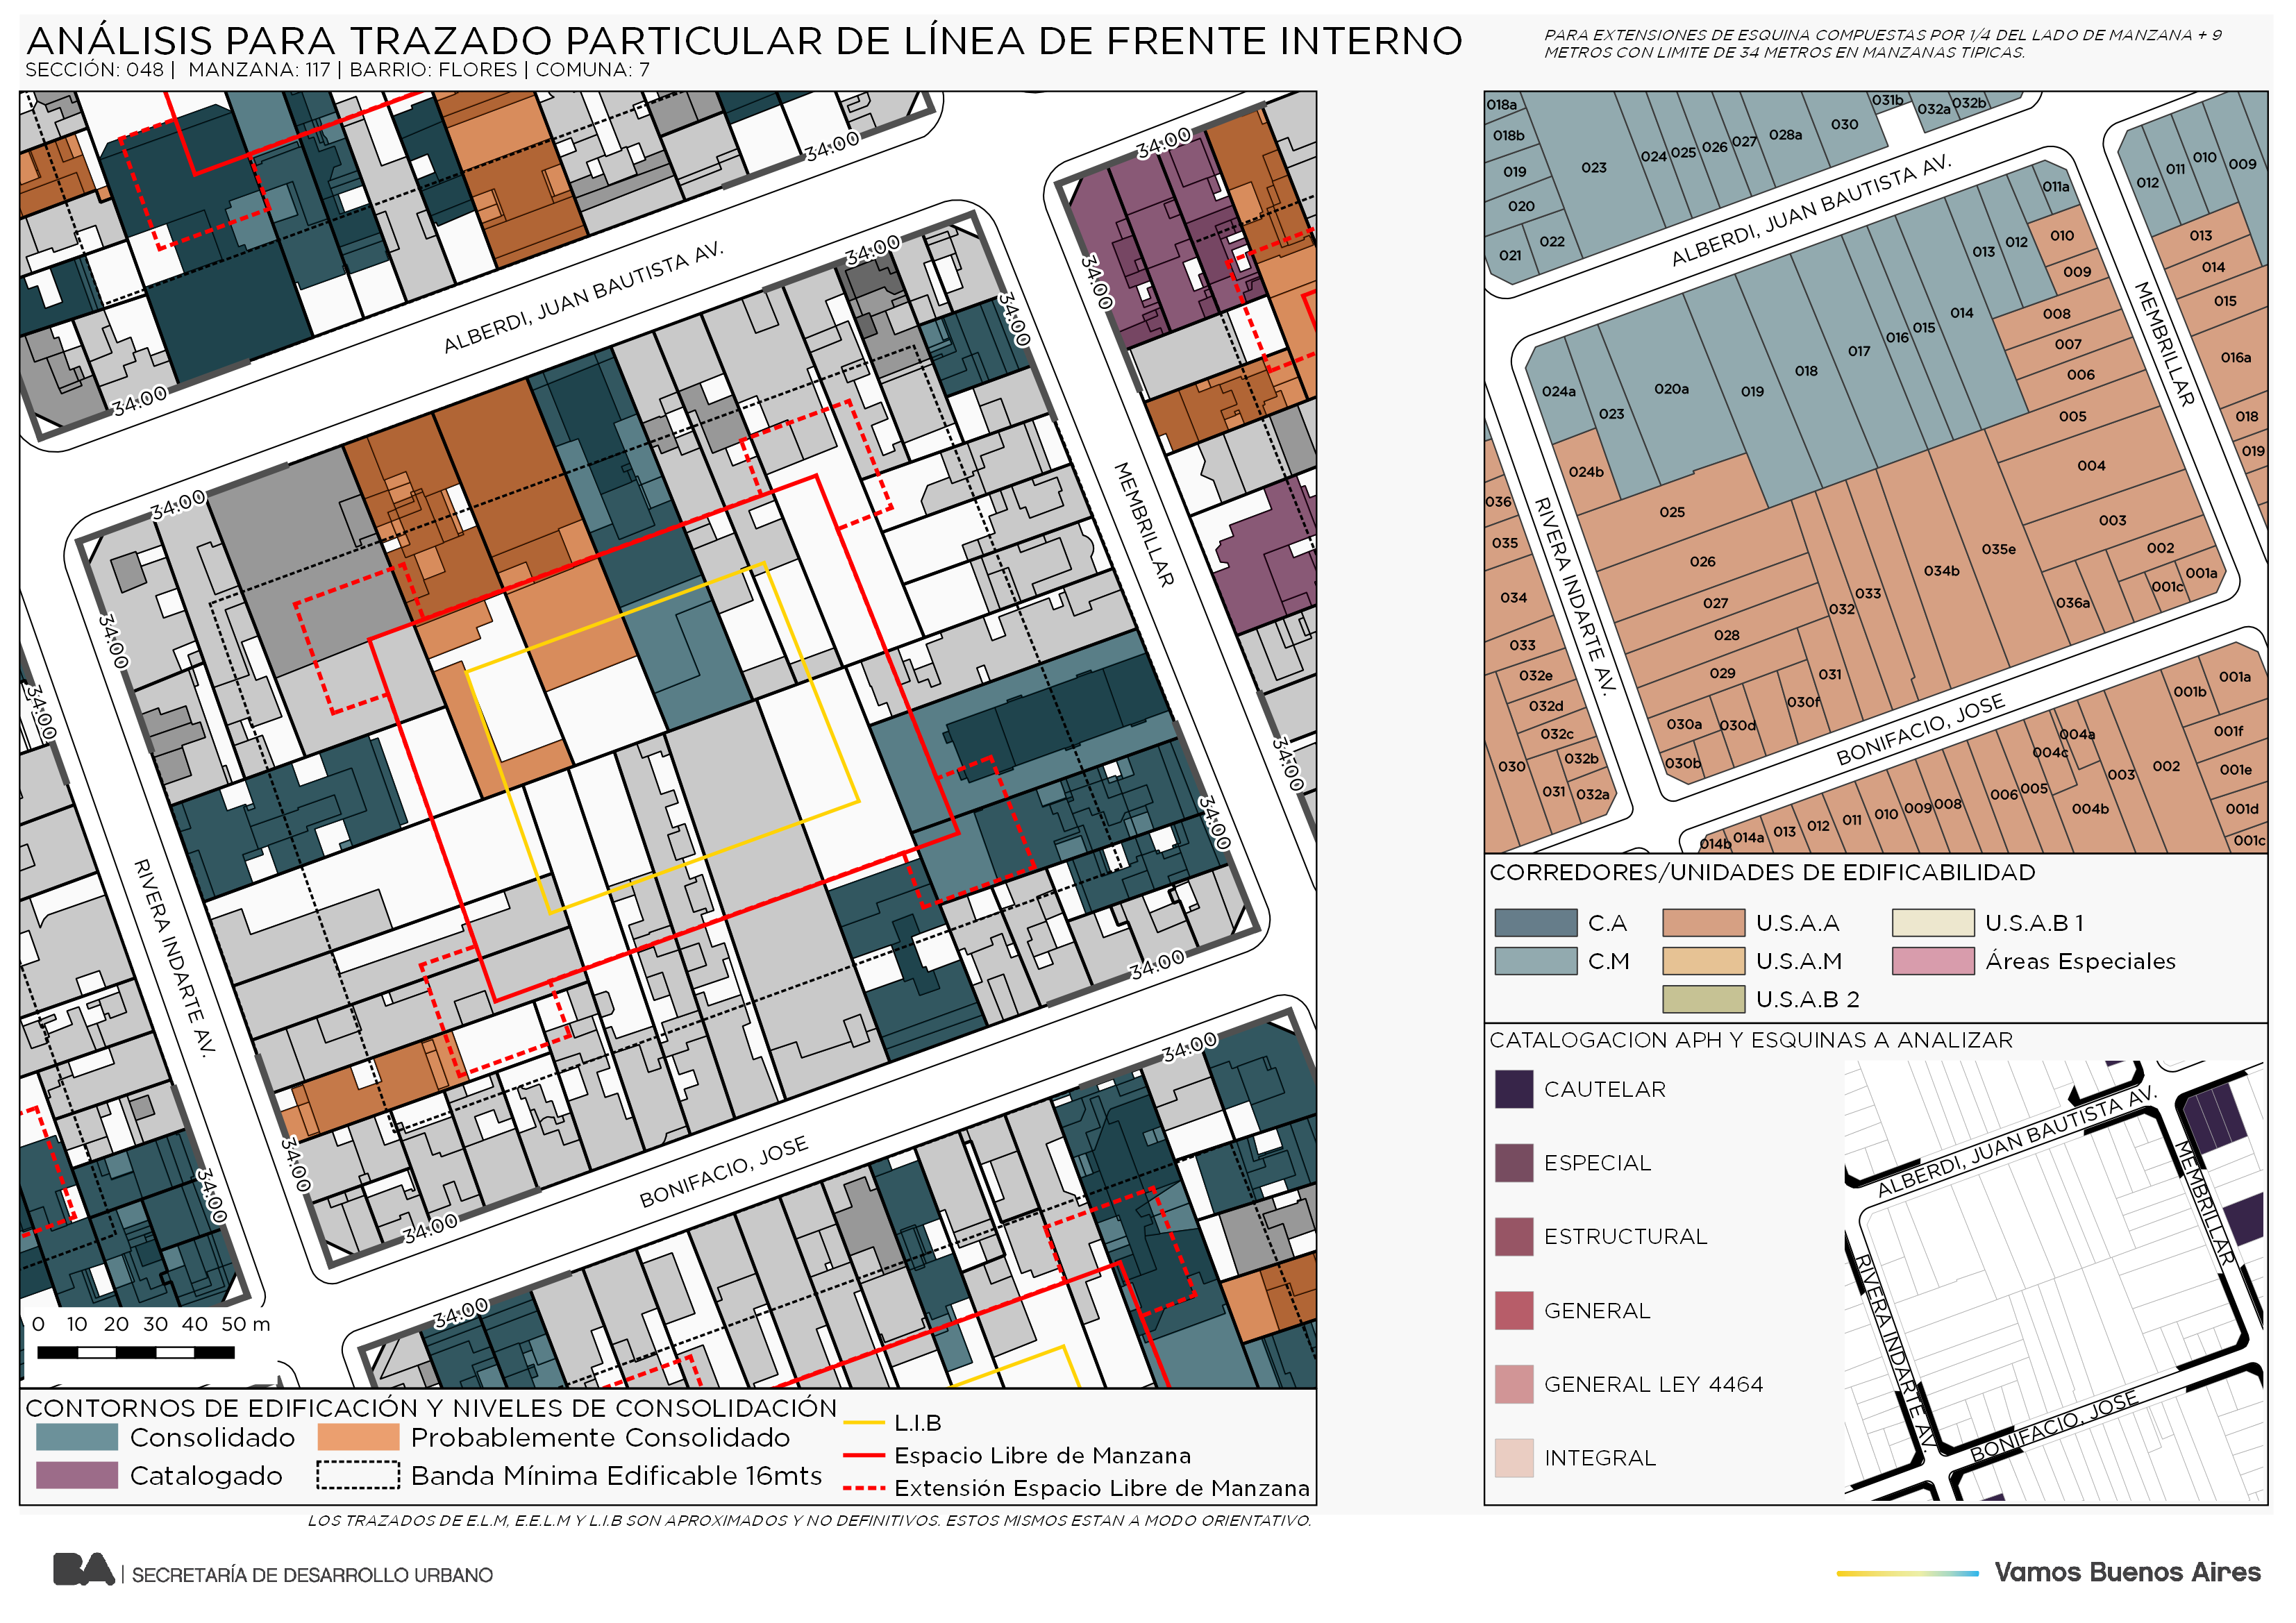 ANÁLISIS PARA TRAZADO PARTICULAR DE LÍNEA DE FRENTE INTERNO
SECCIÓN: 048 | MANZANA: 117 | BARRIO: FLORES | COMUNA: 7
PARA EXTENSIONES DE ESQUINA COMPUESTAS POR 1/4 DEL LADO DE MANZANA + 9
METROS CON LIMITE DE 34 METROS EN MANZANAS TIPICAS.
34:00
34:00
34:00
34:00
34:00
34:00
ALBERDI, JUAN BAUTISTA AV.
34:00
34:00
MEMBRILLAR
34:00
34:00
34:00
34:00
RIVERA INDARTE AV.
34:00
34:00
34:00
34:00
34:00
BONIFACIO, JOSE
34:00
0 10 20 30 40 50 m
CONTORNOS DE EDIFICACIÓN Y NIVELES DE CONSOLIDACIÓN
Consolidado
Probablemente Consolidado
Catalogado
Banda Mínima Edificable 16mts
L.I.B
Espacio Libre de Manzana
Extensión Espacio Libre de Manzana
LOS TRAZADOS DE E.L.M, E.E.L.M Y L.I.B SON APROXIMADOS Y NO DEFINITIVOS. ESTOS MISMOS ESTAN A MODO ORIENTATIVO.
018a
018b
019
020
021
022
023
024
025
026
027
028a
030
031b
032a
032b
ALBERDI, JUAN BAUTISTA AV.
012
011
010
009
013
014
015
016a
018
019
MEMBRILLAR
024a
023
020a
019
018
017
016
015
014
013
012
011a
010
009
008
007
006
005
004
003
002
001a
001c
024b
025
026
027
028
029
030a
030b
030d
030f
031
032
033
034b
035e
036a
RIVERA INDARTE AV.
036
035
034
033
032e
032d
032c
032b
032a
031
030
BONIFACIO, JOSE
014b
014a
013
012
011
010
009
008
006
005
004c
004a
004b
003
002
001b
001a
001f
001e
001d
001c
CORREDORES/UNIDADES DE EDIFICABILIDAD
C.A
U.S.A.A
U.S.A.B 1
C.M
U.S.A.M
Áreas Especiales
U.S.A.B 2
CATALOGACION APH Y ESQUINAS A ANALIZAR
CAUTELAR
ESPECIAL
ESTRUCTURAL
GENERAL
GENERAL LEY 4464
INTEGRAL
ALBERDI, JUAN BAUTISTA AV.
MEMBRILLAR
RIVERA INDARTE AV.
BONIFACIO, JOSE
BA | SECRETARÍA DE DESARROLLO URBANO
Vamos Buenos Aires